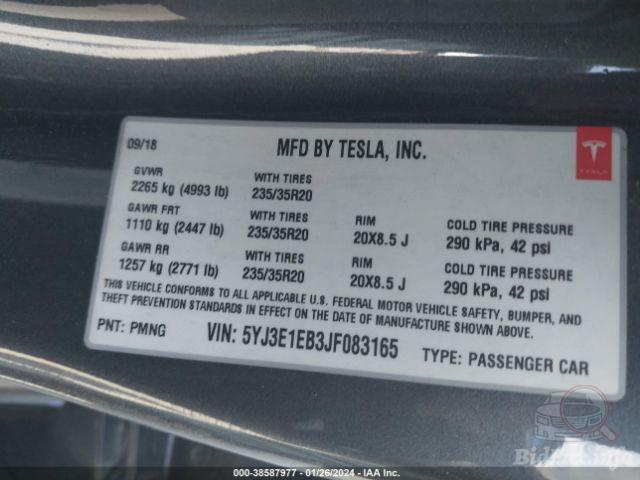 09/18
MFD BY TESLA, INC.
TESLA
GVWR
2265 kg (4993 lb)
WITH TIRES
235/35R20
GAWR FRT
1110 kg (2447 lb)
WITH TIRES
235/35R20
RIM
20X8.5 J
COLD TIRE PRESSURE
290 kPa, 42 psi
GAWR RR
1257 kg (2771 lb)
WITH TIRES
235/35R20
RIM
20X8.5 J
COLD TIRE PRESSURE
290 kPa, 42 psi
THIS VEHICLE CONFORMS TO ALL APPLICABLE U.S. FEDERAL MOTOR VEHICLE SAFETY, BUMPER, AND
THEFT PREVENTION STANDARDS IN EFFECT ON THE DATE OF MANUFACTURE SHOWN ABOVE.
PNT: PMNG
VIN: 5YJ3E1EB3JF083165
TYPE: PASSENGER CAR
000-38587977 - 01/26/2024 - IAA Inc.